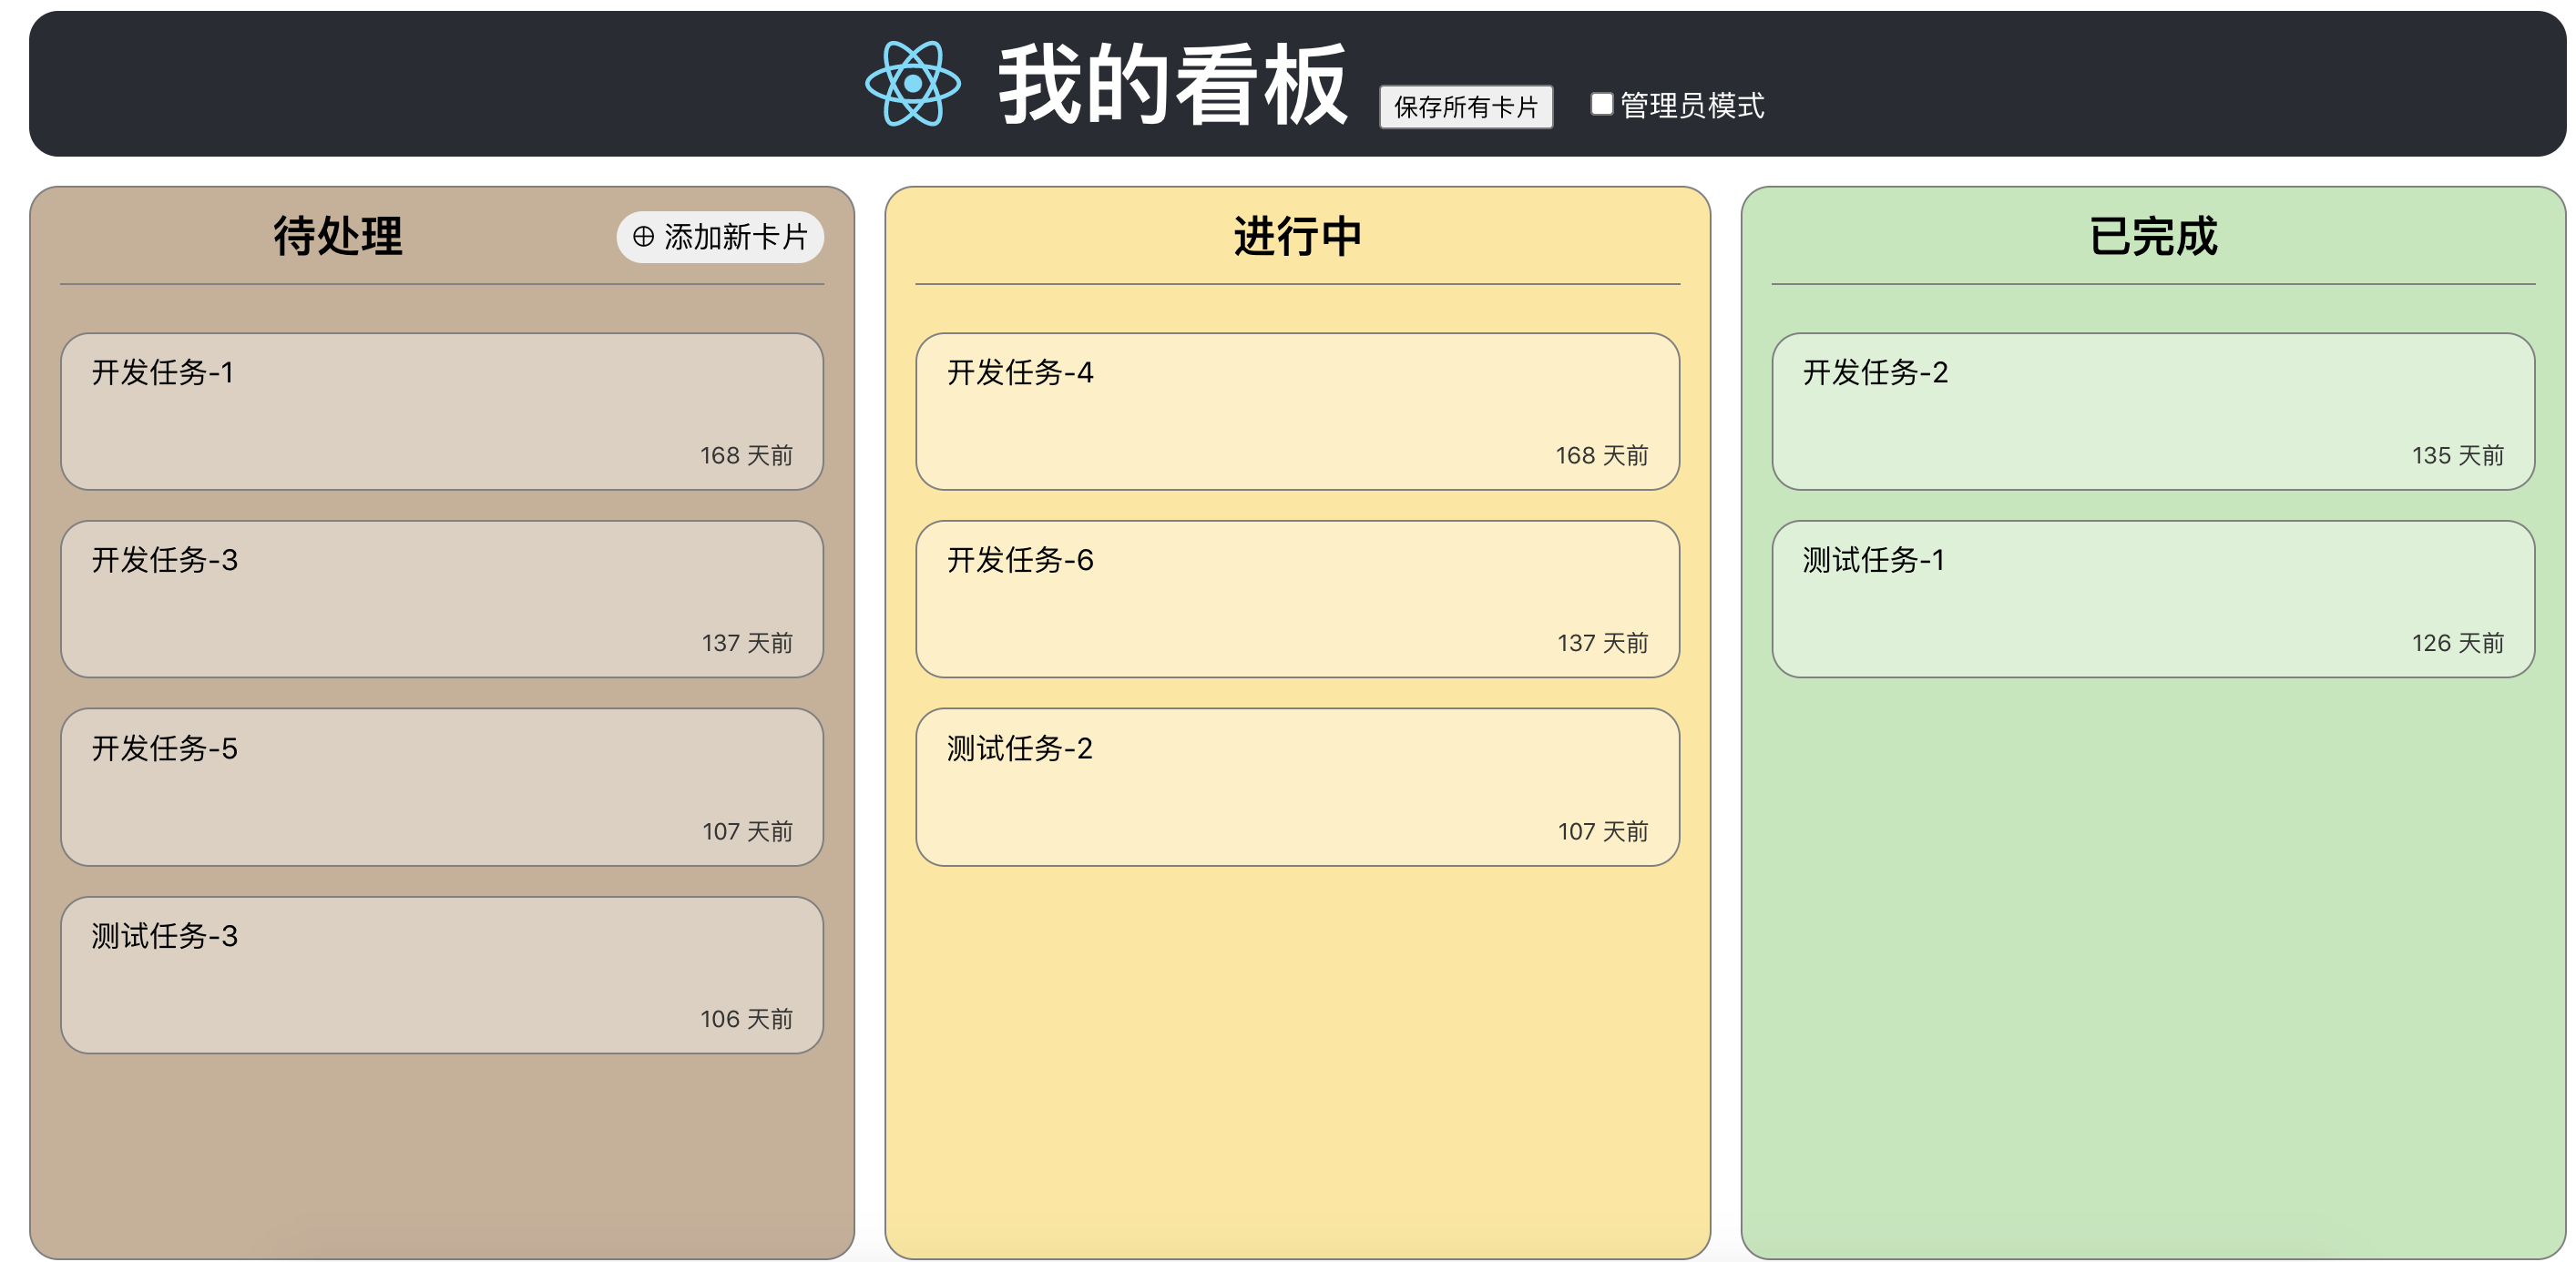 我的看板
保存所有卡片
管理员模式
待处理
⊕ 添加新卡片
开发任务-1
168 天前
开发任务-3
137 天前
开发任务-5
107 天前
测试任务-3
106 天前
进行中
开发任务-4
168 天前
开发任务-6
137 天前
测试任务-2
107 天前
已完成
开发任务-2
135 天前
测试任务-1
126 天前